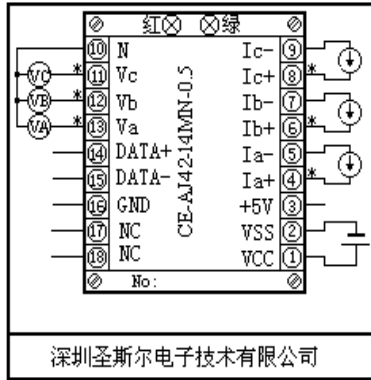 红 绿
⑩ N Ic- ⑨
VC * ⑪ Vc Ic+ ⑧ *
VB * ⑫ Vb Ib- ⑦
VA * ⑬ Va Ib+ ⑥ *
⑭ DATA+ Ia- ⑤
⑮ DATA- Ia+ ④ *
⑯ GND +5V ③
⑰ NC VSS ②
⑱ NC VCC ①
CE-AJ42-14MN-0.5
No:
深圳圣斯尔电子技术有限公司